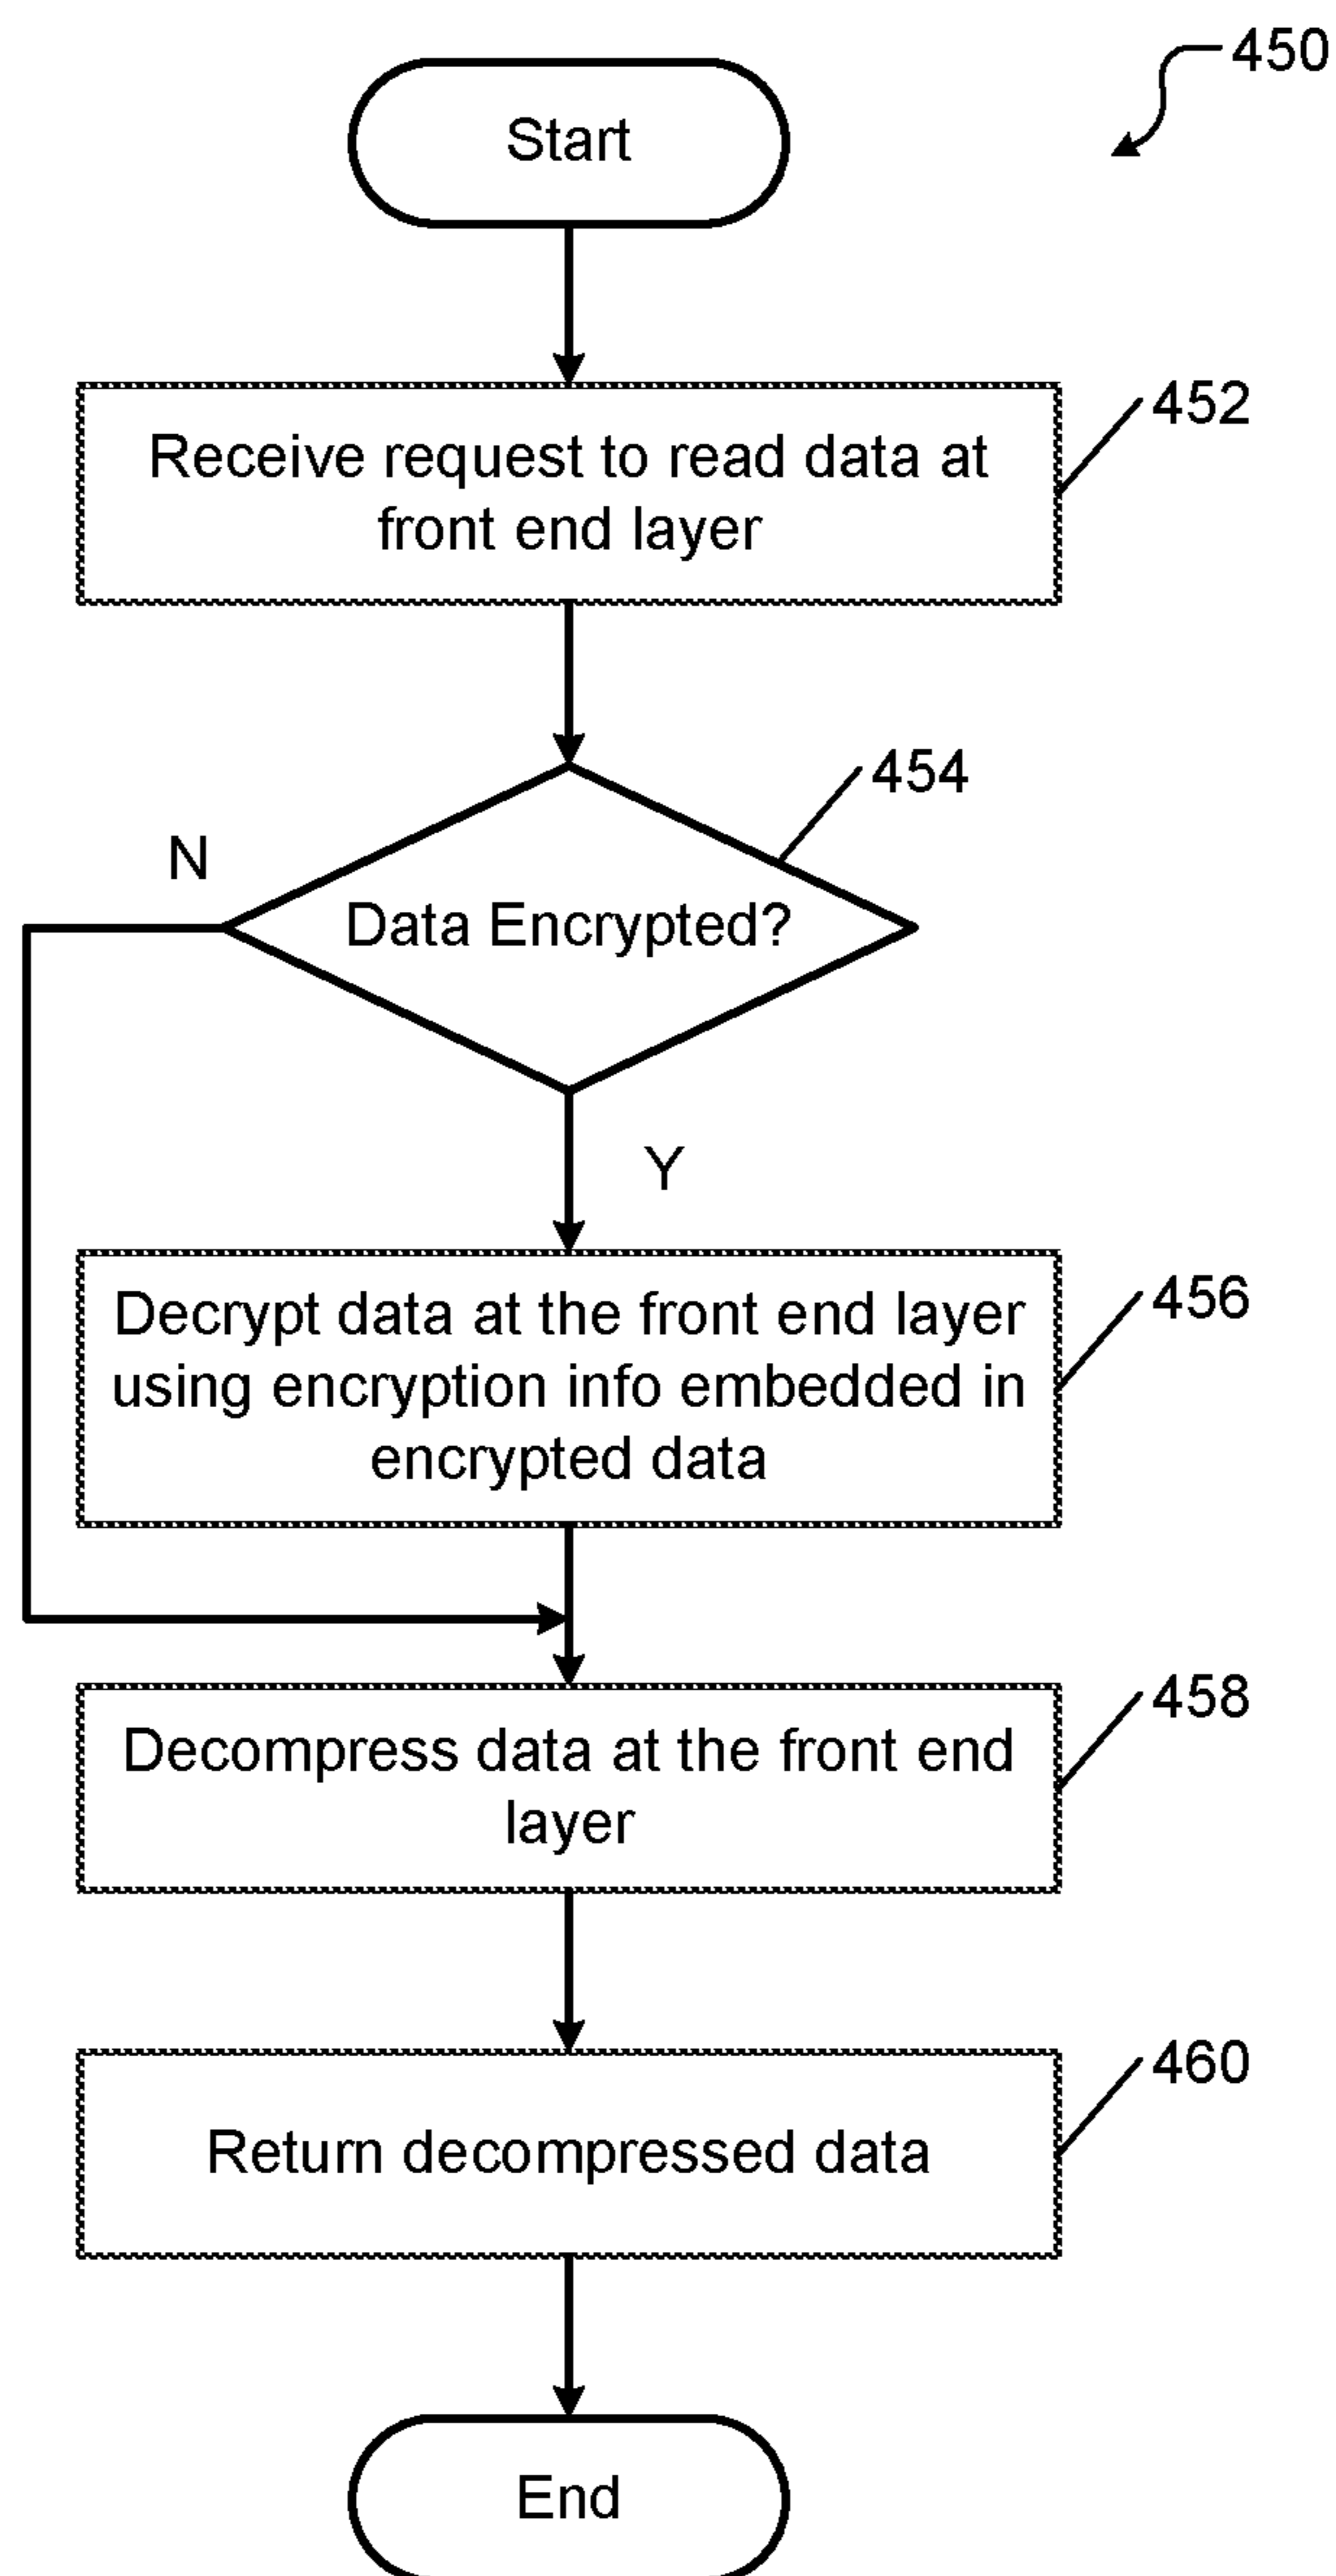 450
Start
Receive request to read data at
front end layer
452
454
N
Data Encrypted?
Y
Decrypt data at the front end layer
using encryption info embedded in
encrypted data
456
Decompress data at the front end
layer
458
Return decompressed data
460
End